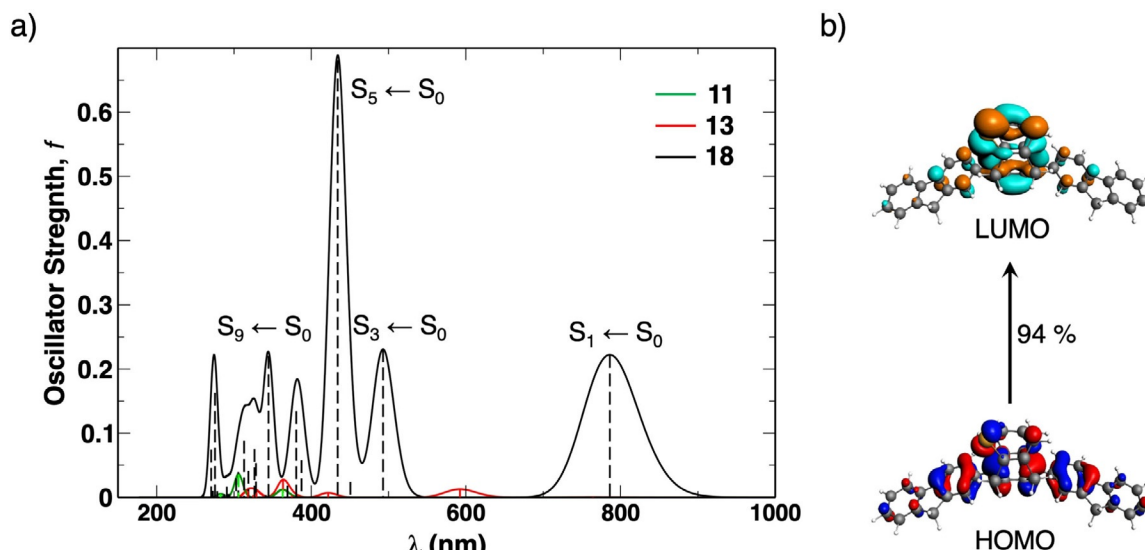 a)
b)
11
13
18
S₅ ← S₀
S₉ ← S₀
S₃ ← S₀
S₁ ← S₀
Oscillator Stregnth, f
0.6
0.5
0.4
0.3
0.2
0.1
0
200
400
600
800
1000
λ (nm)
LUMO
94 %
HOMO